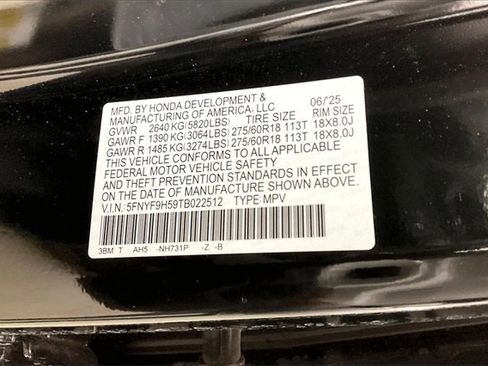 MFD. BY HONDA DEVELOPMENT & 06/'25
MANUFACTURING OF AMERICA, LLC
GVWR 2640 KG(5820LBS) TIRE SIZE RIM SIZE
GAWR F 1390 KG(3064LBS) 275/60R18 113T 18X8.0J
GAWR R 1485 KG(3274LBS) 275/60R18 113T 18X8.0J
THIS VEHICLE CONFORMS TO ALL APPLICABLE
FEDERAL MOTOR VEHICLE SAFETY
AND THEFT PREVENTION STANDARDS IN EFFECT
ON THE DATE OF MANUFACTURE SHOWN ABOVE.
V.I.N.: 5FNYF9H59TB022512 TYPE: MPV
3BM T AH5 -NH731P -Z -B